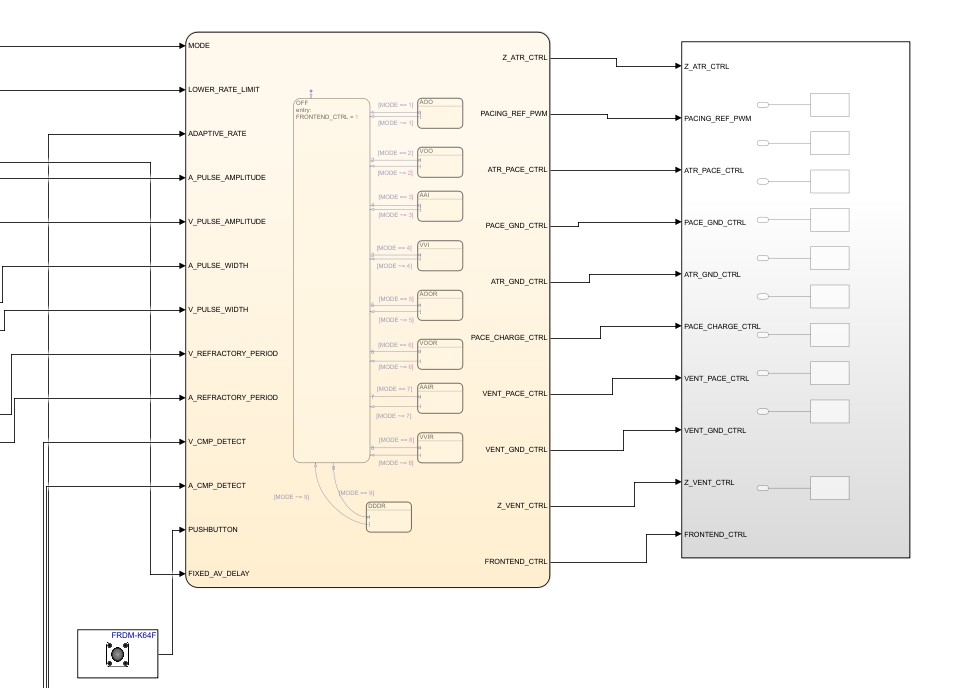 MODE
LOWER_RATE_LIMIT
ADAPTIVE_RATE
A_PULSE_AMPLITUDE
V_PULSE_AMPLITUDE
A_PULSE_WIDTH
V_PULSE_WIDTH
V_REFRACTORY_PERIOD
A_REFRACTORY_PERIOD
V_CMP_DETECT
A_CMP_DETECT
PUSHBUTTON
FIXED_AV_DELAY
OFF
entry:
FRONTEND_CTRL = 1
[MODE == 1]
[MODE ~= 1]
AOO
[MODE == 2]
[MODE ~= 2]
VOO
[MODE == 3]
[MODE ~= 3]
AAI
[MODE == 4]
[MODE ~= 4]
VVI
[MODE == 5]
[MODE ~= 5]
AOOR
[MODE == 6]
[MODE ~= 6]
VOOR
[MODE == 7]
[MODE ~= 7]
AAIR
[MODE == 8]
[MODE ~= 8]
VVIR
[MODE ~= 9]
[MODE == 9]
DDDR
Z_ATR_CTRL
PACING_REF_PWM
ATR_PACE_CTRL
PACE_GND_CTRL
ATR_GND_CTRL
PACE_CHARGE_CTRL
VENT_PACE_CTRL
VENT_GND_CTRL
Z_VENT_CTRL
FRONTEND_CTRL
Z_ATR_CTRL
PACING_REF_PWM
ATR_PACE_CTRL
PACE_GND_CTRL
ATR_GND_CTRL
PACE_CHARGE_CTRL
VENT_PACE_CTRL
VENT_GND_CTRL
Z_VENT_CTRL
FRONTEND_CTRL
FRDM-K64F